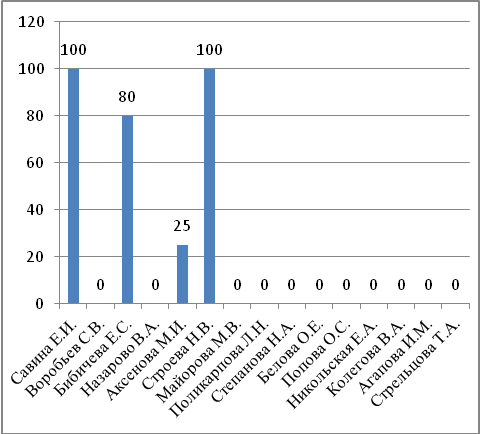 120
100
80
60
40
20
0
100
0
80
0
25
100
0
0
0
0
0
0
0
0
0
Савина Е.И.
Воробьев С.В.
Бибичева Е.С.
Назарово В.А.
Аксенова М.И.
Строева Н.В.
Майорова М.В.
Поликарпова Л.Н.
Степанова Н.А.
Белова О.Е.
Попова О.С.
Никольская Е.А.
Колегова В.А.
Агапова И.М.
Стрельцова Т.А.